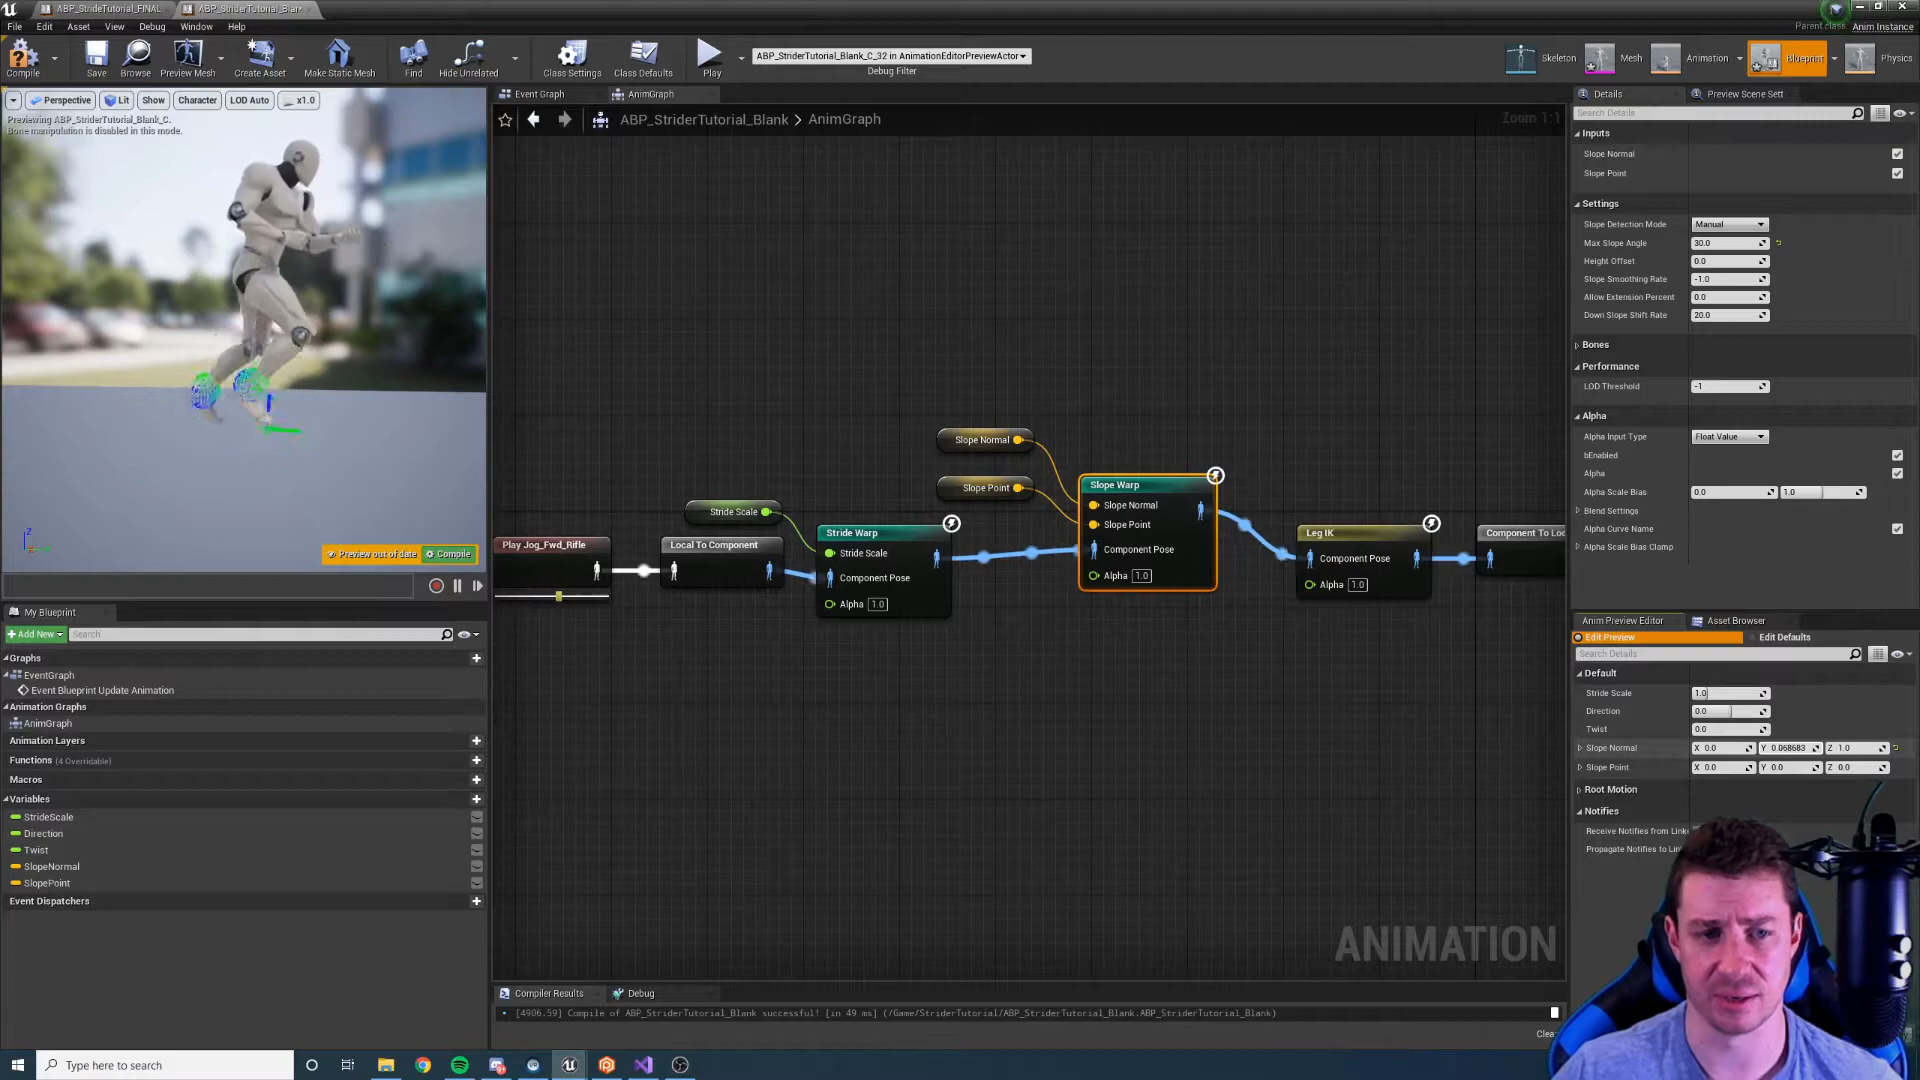 ABP_StrideTutorial_FINAL
ABP_StriderTutorial_Blan*
File Edit Asset View Debug Window Help
Parent class: Anim Instance
Compile Save Browse Preview Mesh Create Asset Make Static Mesh Find Hide Unrelated Class Settings Class Defaults Play
ABP_StriderTutorial_Blank_C_32 in AnimationEditorPreviewActor
Debug Filter
Skeleton Mesh Animation Blueprint Physics
Perspective Lit Show Character LOD Auto x1.0
Previewing ABP_StriderTutorial_Blank_C.
Bone manipulation is disabled in this mode.
Z
Preview out of date Compile
Event Graph AnimGraph
ABP_StriderTutorial_Blank > AnimGraph
Zoom 1:1
Slope Normal
Slope Point
Stride Scale
Play Jog_Fwd_Rifle
Local To Component
Stride Warp
Stride Scale
Component Pose
Alpha 1.0
Slope Warp
Slope Normal
Slope Point
Component Pose
Alpha 1.0
Leg IK
Component Pose
Alpha 1.0
Component To Loc
ANIMATION
My Blueprint
Add New Search
Graphs
EventGraph
Event Blueprint Update Animation
Animation Graphs
AnimGraph
Animation Layers
Functions (4 Overridable)
Macros
Variables
StrideScale
Direction
Twist
SlopeNormal
SlopePoint
Event Dispatchers
Compiler Results Debug
[4906.59] Compile of ABP_StriderTutorial_Blank successful! [in 49 ms] (/Game/StriderTutorial/ABP_StriderTutorial_Blank.ABP_StriderTutorial_Blank)
Clea
Details Preview Scene Sett
Search Details
Inputs
Slope Normal
Slope Point
Settings
Slope Detection Mode Manual
Max Slope Angle 30.0
Height Offset 0.0
Slope Smoothing Rate -1.0
Allow Extension Percent 0.0
Down Slope Shift Rate 20.0
Bones
Performance
LOD Threshold -1
Alpha
Alpha Input Type Float Value
bEnabled
Alpha
Alpha Scale Bias 0.0 1.0
Blend Settings
Alpha Curve Name
Alpha Scale Bias Clamp
Anim Preview Editor Asset Browser
Edit Preview Edit Defaults
Search Details
Default
Stride Scale 1.0
Direction 0.0
Twist 0.0
Slope Normal X 0.0 Y 0.068683 Z 1.0
Slope Point X 0.0 Y 0.0 Z 0.0
Root Motion
Notifies
Receive Notifies from Linke
Propagate Notifies to Lin
Type here to search